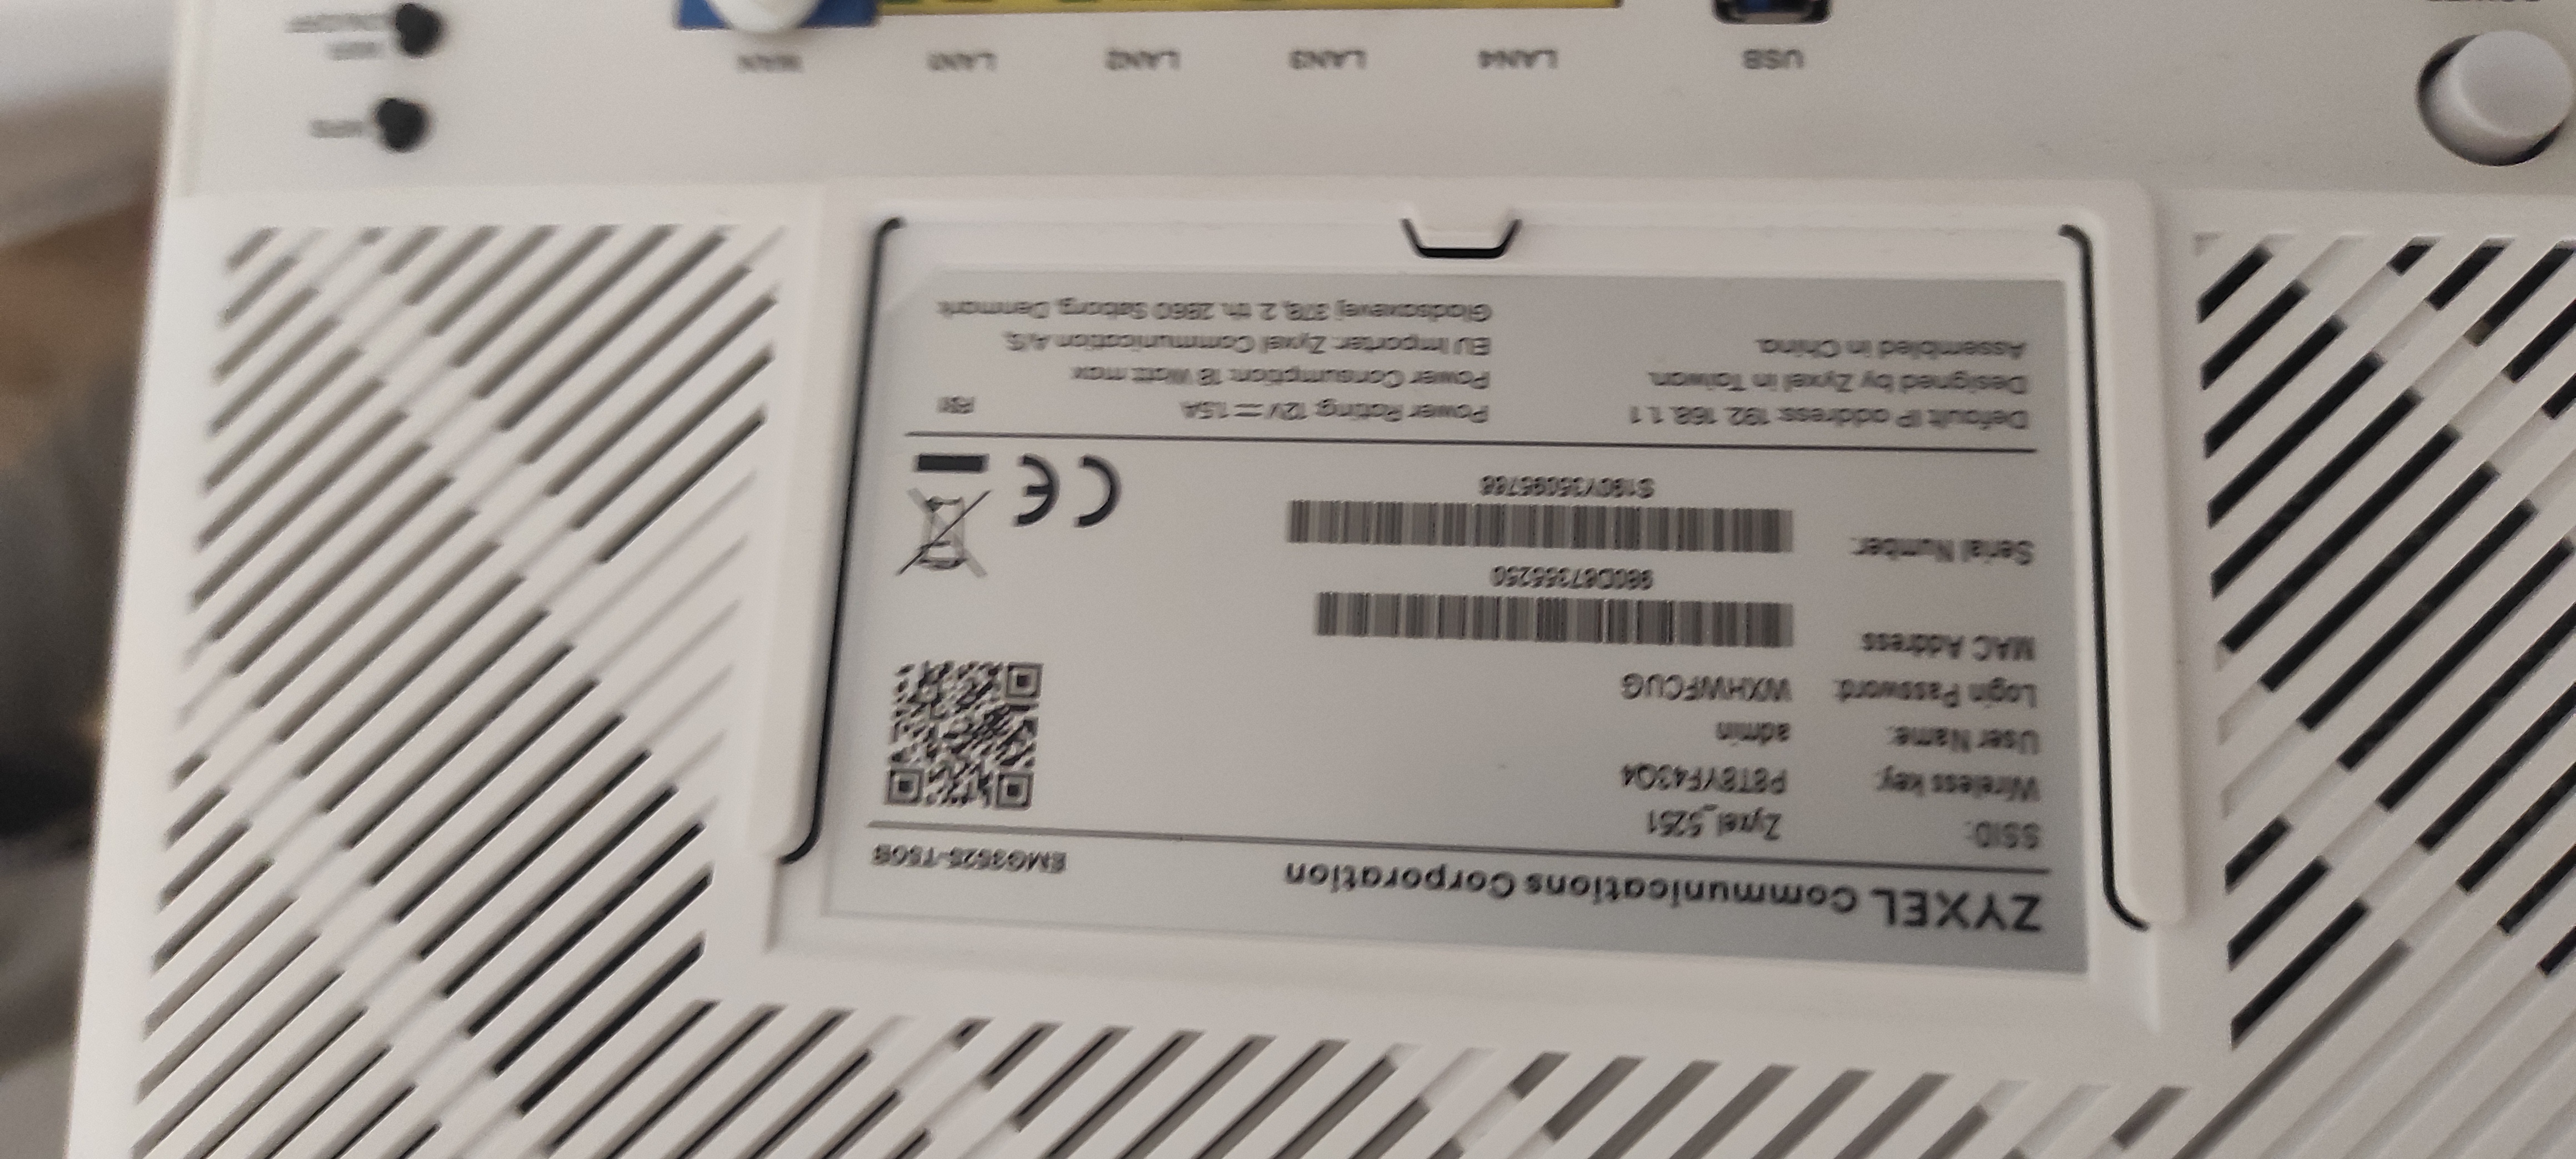 ZYXEL Communications Corporation
EMG3525-T50B
SSID: Zyxel_5251
Wireless key: P8T8YF43Q4
User Name: admin
Login Password: WXHWFCUG
MAC Address
Serial Number:
Default IP address: 192.168.1.1
Designed by Zyxel in Taiwan.
Assembled in China.
Power Rating: 12V 1.5A
Power Consumption: 18 Watt max
EU Importer: Zyxel Communication A/S,
Gladsaxevej 378, 2. th. 2860 Søborg, Denmark
CE
USB
LAN4
LAN3
LAN2
LAN1
WAN
WPS